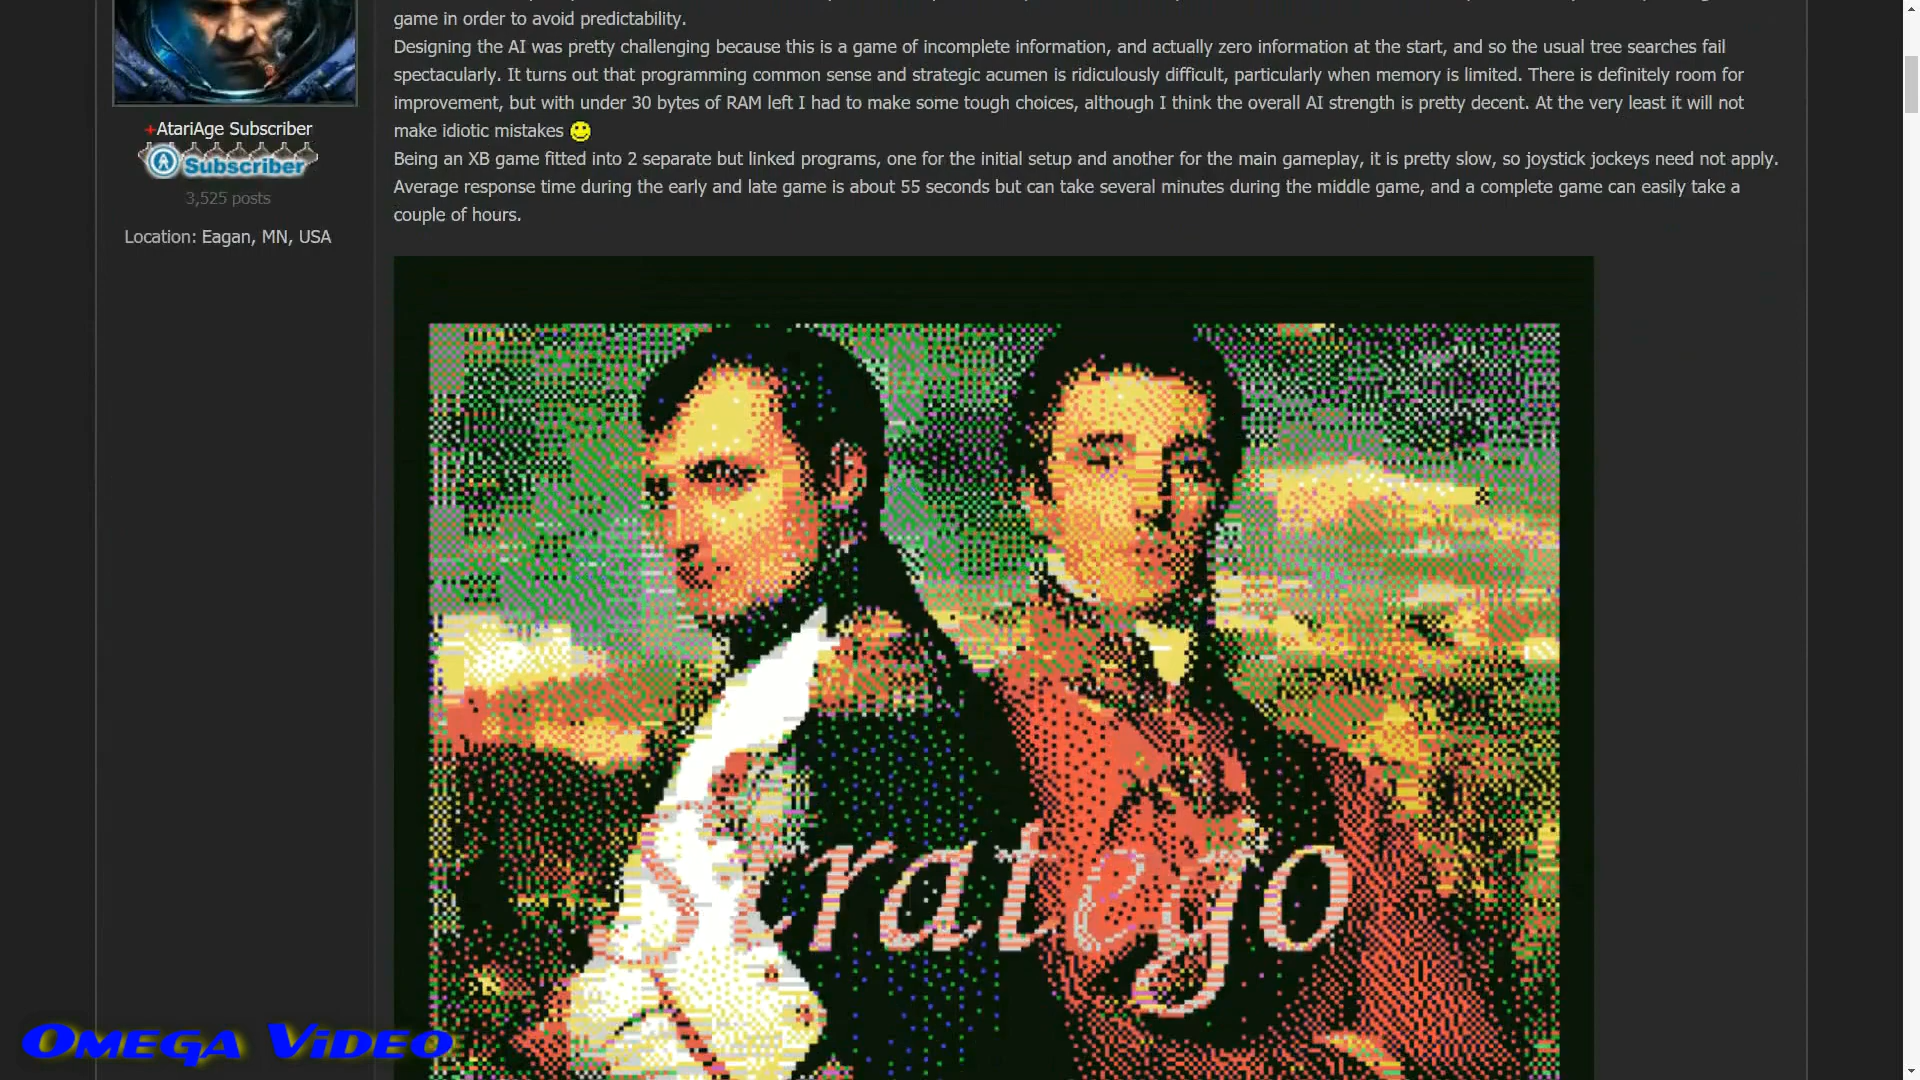 game in order to avoid predictability.
Designing the AI was pretty challenging because this is a game of incomplete information, and actually zero information at the start, and so the usual tree searches fail
spectacularly. It turns out that programming common sense and strategic acumen is ridiculously difficult, particularly when memory is limited. There is definitely room for
improvement, but with under 30 bytes of RAM left I had to make some tough choices, although I think the overall AI strength is pretty decent. At the very least it will not
make idiotic mistakes
Being an XB game fitted into 2 separate but linked programs, one for the initial setup and another for the main gameplay, it is pretty slow, so joystick jockeys need not apply.
Average response time during the early and late game is about 55 seconds but can take several minutes during the middle game, and a complete game can easily take a
couple of hours.
+AtariAge Subscriber
Subscriber
3,525 posts
Location: Eagan, MN, USA
Stratego
Omega Video